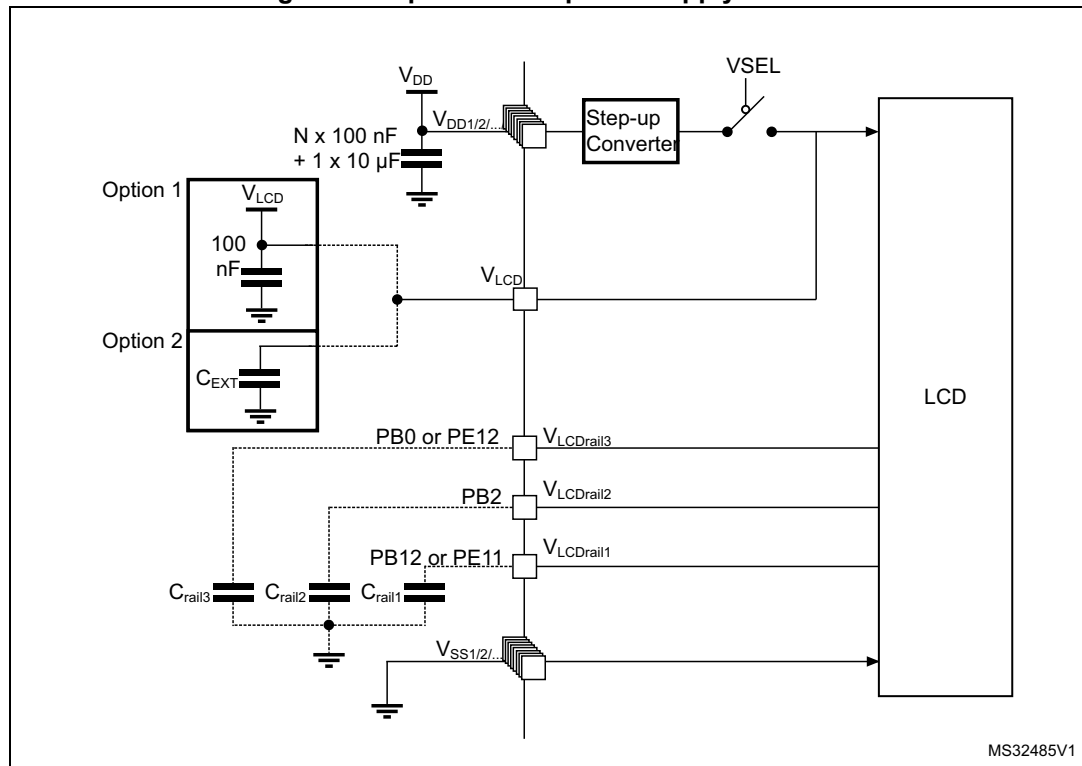 VDD
VSEL
VDD1/2/...
Step-up
Converter
N x 100 nF
+ 1 x 10 µF
Option 1
VLCD
100
nF
VLCD
Option 2
CEXT
LCD
PB0 or PE12
VLCDrail3
PB2
VLCDrail2
PB12 or PE11
VLCDrail1
Crail3
Crail2
Crail1
VSS1/2/...
MS32485V1